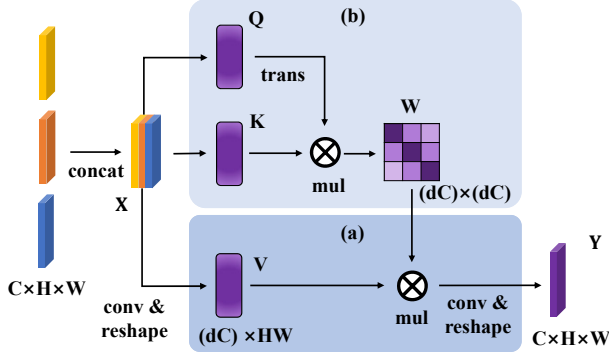 Q
(b)
trans
K
W
concat
mul
X
(dC)×(dC)
(a)
V
Y
C×H×W
conv &
reshape
(dC) ×HW
mul
conv &
reshape
C×H×W